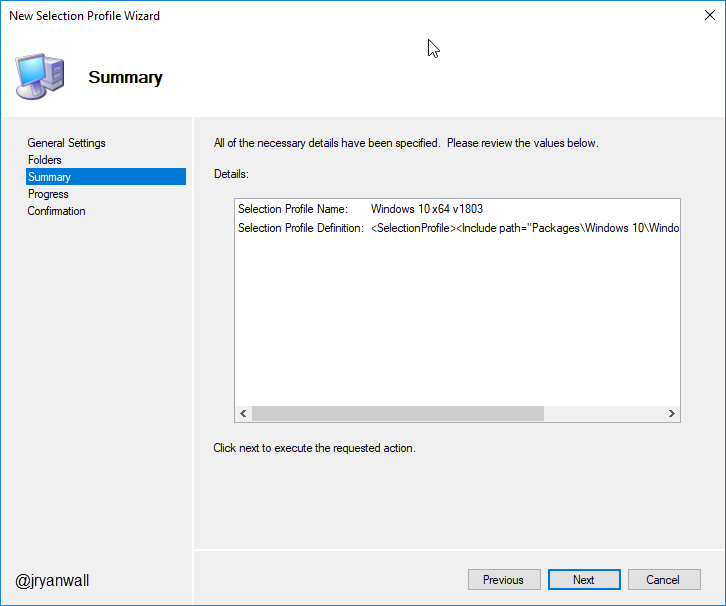 New Selection Profile Wizard
Summary
General Settings
Folders
Summary
Progress
Confirmation
All of the necessary details have been specified.  Please review the values below.
Details:
Selection Profile Name: Windows 10 x64 v1803
Selection Profile Definition: <SelectionProfile><Include path="Packages\Windows 10\Windo
Click next to execute the requested action.
@jryanwall
Previous Next Cancel